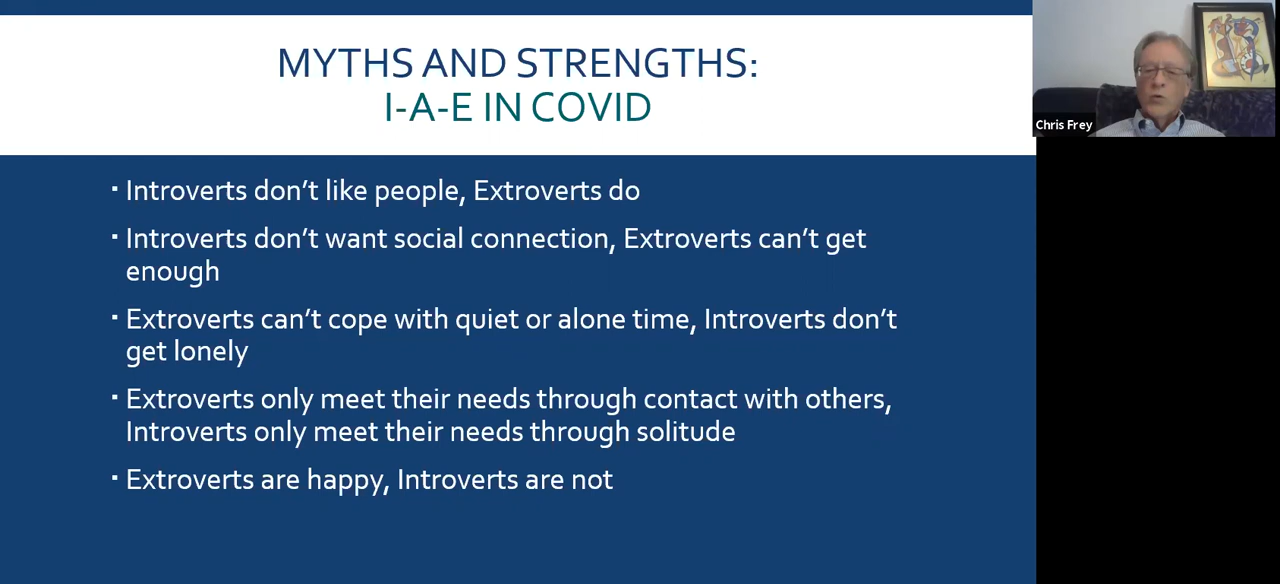 MYTHS AND STRENGTHS:
I-A-E IN COVID
Chris Frey
▪ Introverts don’t like people, Extroverts do
▪ Introverts don’t want social connection, Extroverts can’t get
enough
▪ Extroverts can’t cope with quiet or alone time, Introverts don’t
get lonely
▪ Extroverts only meet their needs through contact with others,
Introverts only meet their needs through solitude
▪ Extroverts are happy, Introverts are not